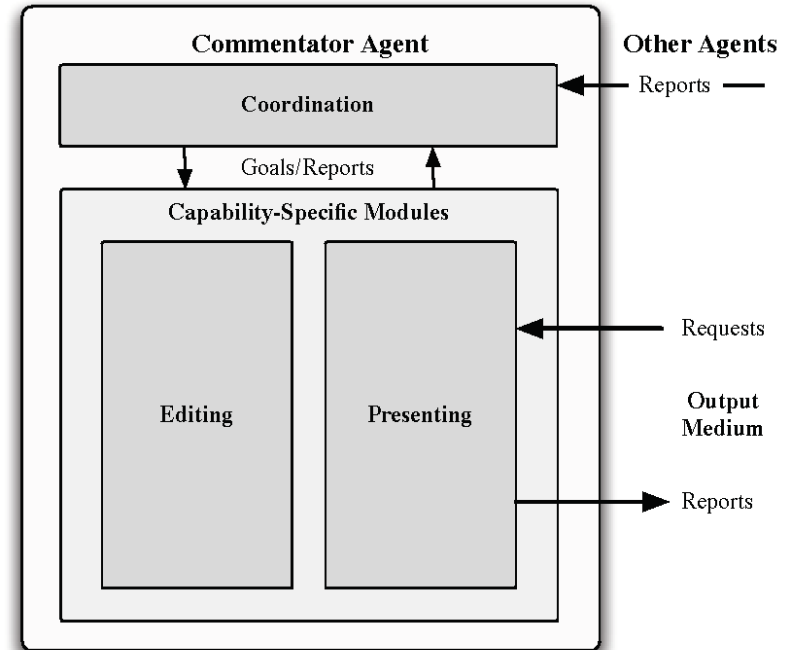 Commentator Agent
Other Agents
Coordination
Reports
Goals/Reports
Capability-Specific Modules
Editing
Presenting
Requests
Output
Medium
Reports